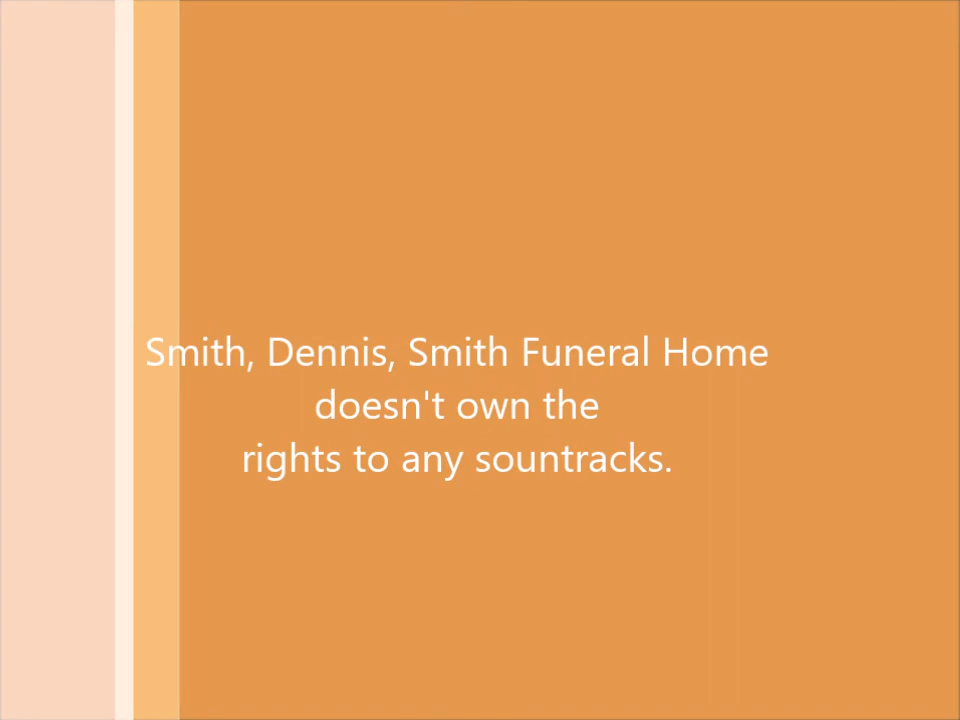 Smith, Dennis, Smith Funeral Home
doesn't own the
rights to any sountracks.